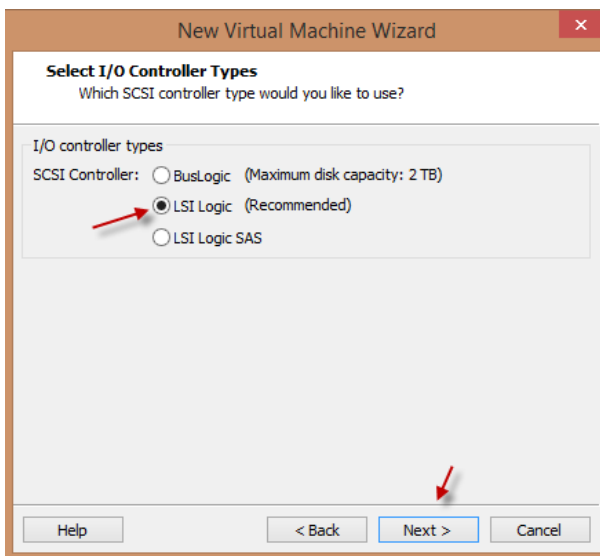 New Virtual Machine Wizard
Select I/O Controller Types
Which SCSI controller type would you like to use?
I/O controller types
SCSI Controller: BusLogic (Maximum disk capacity: 2 TB)
LSI Logic (Recommended)
LSI Logic SAS
Help < Back Next > Cancel